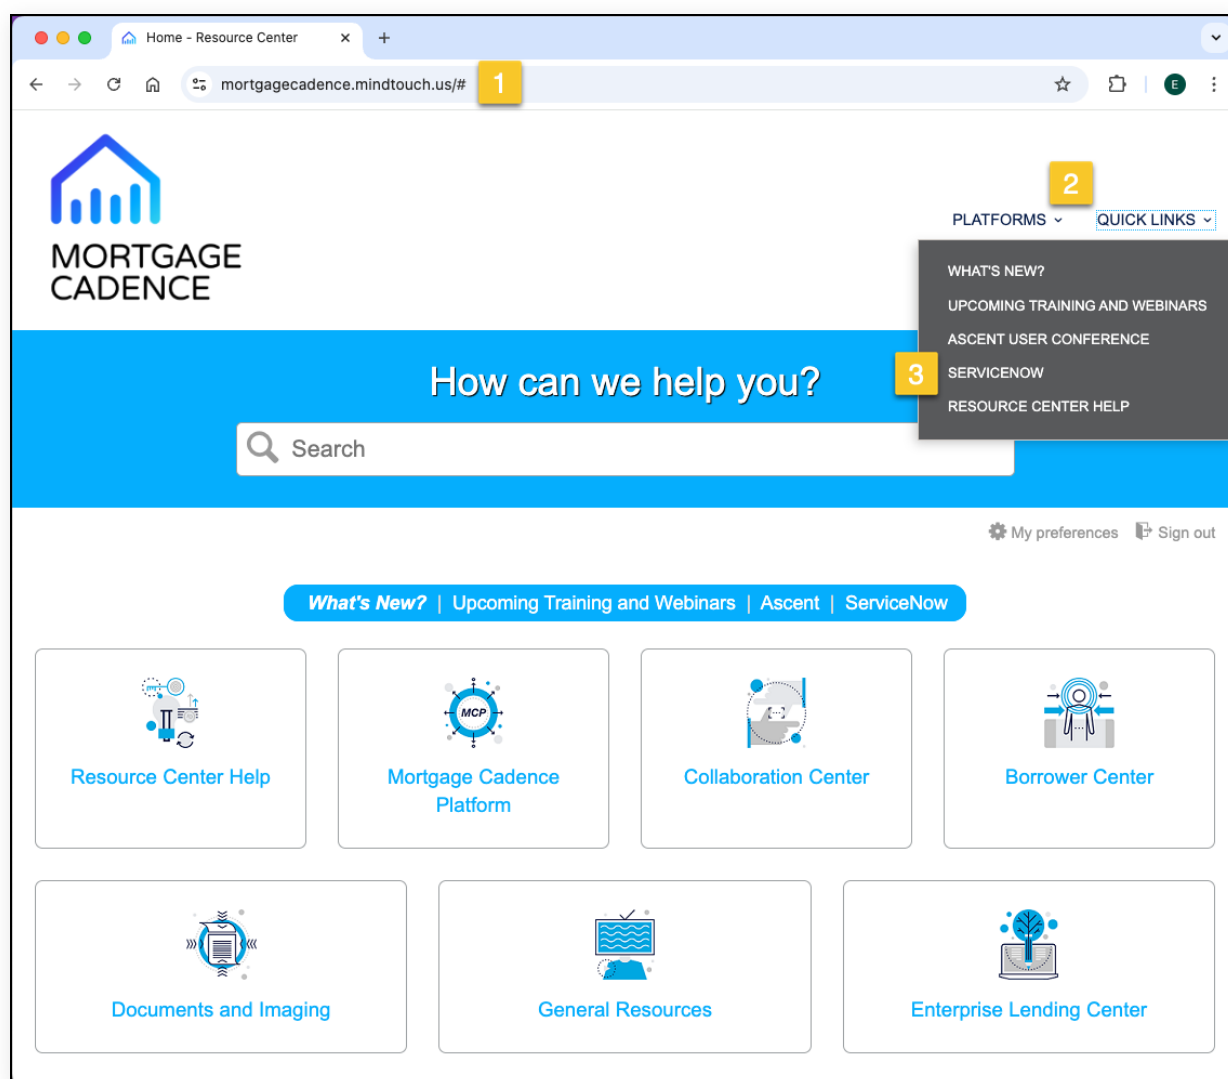 Home - Resource Center
mortgagecadence.mindtouch.us/#
1
E
MORTGAGE
CADENCE
2
PLATFORMS
QUICK LINKS
WHAT'S NEW?
UPCOMING TRAINING AND WEBINARS
ASCENT USER CONFERENCE
3
SERVICENOW
RESOURCE CENTER HELP
How can we help you?
Search
My preferences
Sign out
What's New? | Upcoming Training and Webinars | Ascent | ServiceNow
Resource Center Help
MCP
Mortgage Cadence
Platform
Collaboration Center
Borrower Center
Documents and Imaging
General Resources
Enterprise Lending Center